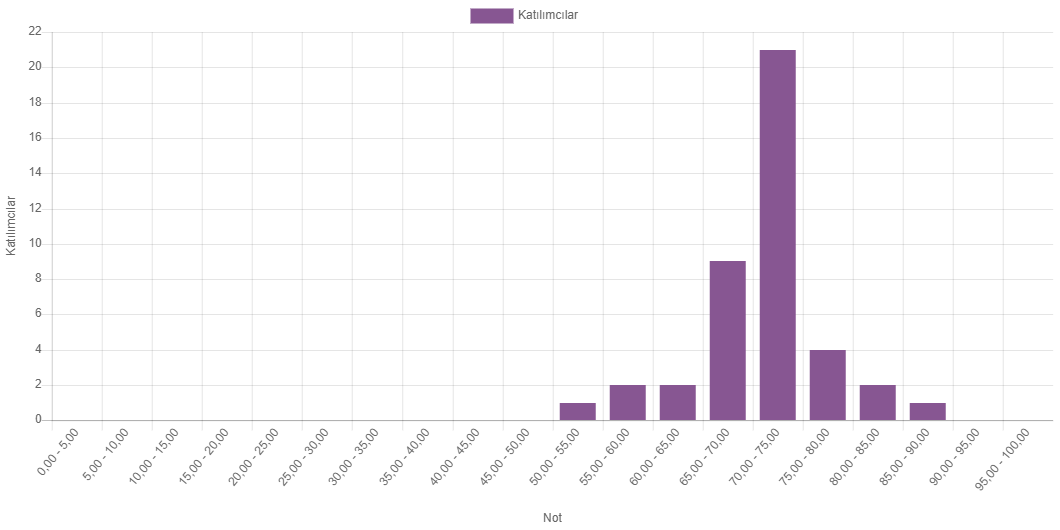 Katılımcılar
22
20
18
16
14
12
10
8
6
4
2
0
Katılımcılar
0,00 - 5,00
5,00 - 10,00
10,00 - 15,00
15,00 - 20,00
20,00 - 25,00
25,00 - 30,00
30,00 - 35,00
35,00 - 40,00
40,00 - 45,00
45,00 - 50,00
50,00 - 55,00
55,00 - 60,00
60,00 - 65,00
65,00 - 70,00
70,00 - 75,00
75,00 - 80,00
80,00 - 85,00
85,00 - 90,00
90,00 - 95,00
95,00 - 100,00
Not